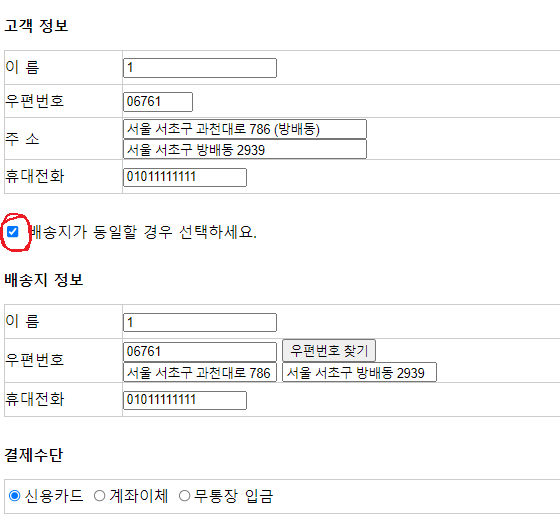 고객 정보
이 름 1
우편번호 06761
주 소 서울 서초구 과천대로 786 (방배동)
서울 서초구 방배동 2939
휴대전화 01011111111
배송지가 동일할 경우 선택하세요.
배송지 정보
이 름 1
우편번호 06761 우편번호 찾기
서울 서초구 과천대로 786 서울 서초구 방배동 2939
휴대전화 01011111111
결제수단
신용카드 계좌이체 무통장 입금